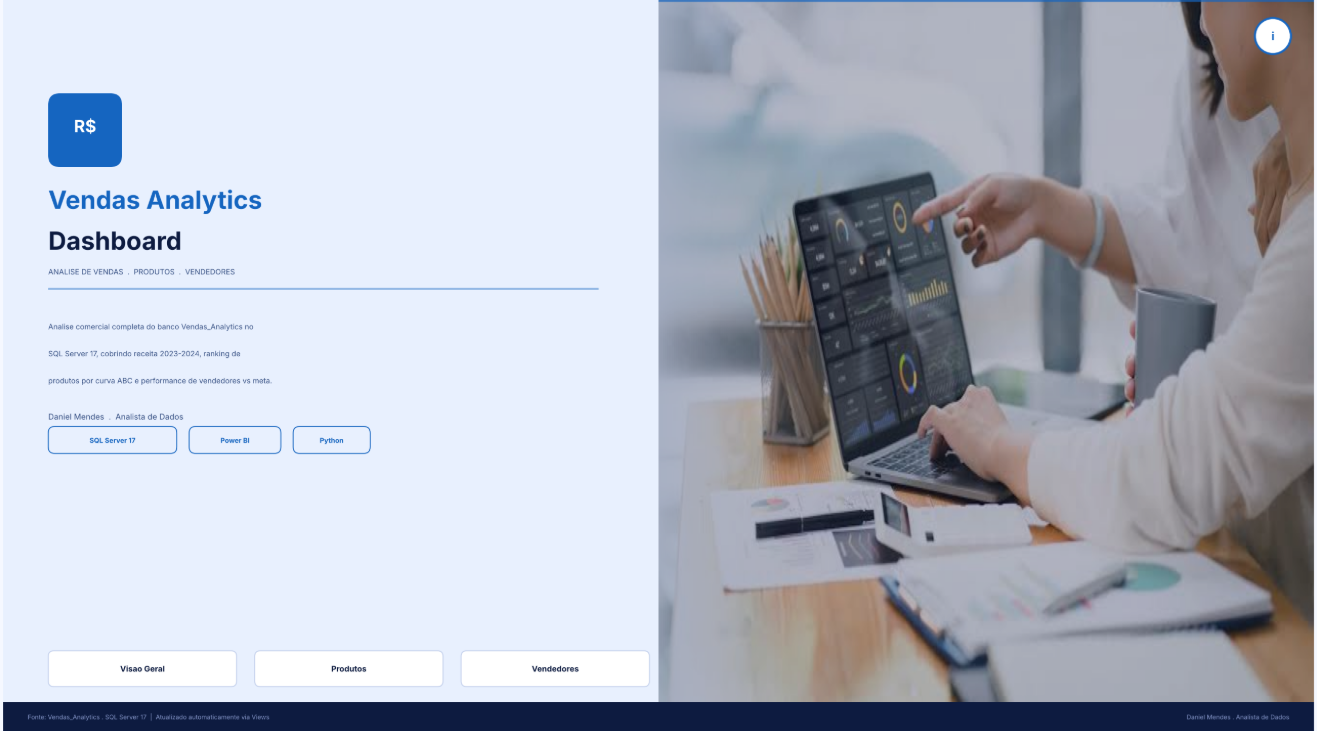 i
R$
Vendas Analytics
Dashboard
ANALISE DE VENDAS . PRODUTOS . VENDEDORES
Analise comercial completa do banco Vendas_Analytics no
SQL Server 17, cobrindo receita 2023-2024, ranking de
produtos por curva ABC e performance de vendedores vs meta.
Daniel Mendes . Analista de Dados
SQL Server 17 Power BI Python
Visao Geral Produtos Vendedores
Fonte: Vendas_Analytics . SQL Server 17 | Atualizado automaticamente via Views Daniel Mendes . Analista de Dados